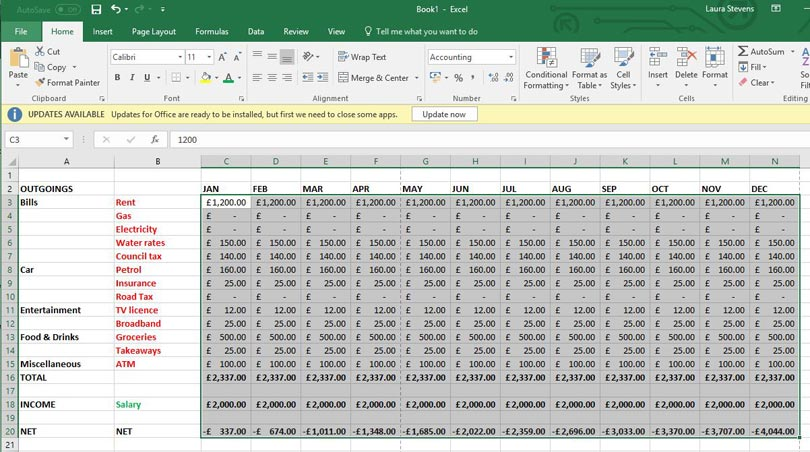 AutoSave Off Book1 - Excel Laura Stevens
File Home Insert Page Layout Formulas Data Review View Tell me what you want to do
Cut Calibri 11 A A Wrap Text Accounting AutoSum
Paste Copy Fill
Format Painter B I U Merge & Center % Conditional Formatting Format as Table Cell Styles Insert Delete Format Clear
Clipboard Font Alignment Number Styles Cells Editing
UPDATES AVAILABLE Updates for Office are ready to be installed, but first we need to close some apps. Update now
C3 fx 1200
A B C D E F G H I J K L M N
1
2 OUTGOINGS JAN FEB MAR APR MAY JUN JUL AUG SEP OCT NOV DEC
3 Bills Rent £1,200.00 £1,200.00 £1,200.00 £1,200.00 £1,200.00 £1,200.00 £1,200.00 £1,200.00 £1,200.00 £1,200.00 £1,200.00 £1,200.00
4 Gas £ - £ - £ - £ - £ - £ - £ - £ - £ - £ - £ - £ -
5 Electricity £ - £ - £ - £ - £ - £ - £ - £ - £ - £ - £ - £ -
6 Water rates £ 150.00 £ 150.00 £ 150.00 £ 150.00 £ 150.00 £ 150.00 £ 150.00 £ 150.00 £ 150.00 £ 150.00 £ 150.00 £ 150.00
7 Council tax £ 140.00 £ 140.00 £ 140.00 £ 140.00 £ 140.00 £ 140.00 £ 140.00 £ 140.00 £ 140.00 £ 140.00 £ 140.00 £ 140.00
8 Car Petrol £ 160.00 £ 160.00 £ 160.00 £ 160.00 £ 160.00 £ 160.00 £ 160.00 £ 160.00 £ 160.00 £ 160.00 £ 160.00 £ 160.00
9 Insurance £ 25.00 £ 25.00 £ 25.00 £ 25.00 £ 25.00 £ 25.00 £ 25.00 £ 25.00 £ 25.00 £ 25.00 £ 25.00 £ 25.00
10 Road Tax £ - £ - £ - £ - £ - £ - £ - £ - £ - £ - £ - £ -
11 Entertainment TV licence £ 12.00 £ 12.00 £ 12.00 £ 12.00 £ 12.00 £ 12.00 £ 12.00 £ 12.00 £ 12.00 £ 12.00 £ 12.00 £ 12.00
12 Broadband £ 25.00 £ 25.00 £ 25.00 £ 25.00 £ 25.00 £ 25.00 £ 25.00 £ 25.00 £ 25.00 £ 25.00 £ 25.00 £ 25.00
13 Food & Drinks Groceries £ 500.00 £ 500.00 £ 500.00 £ 500.00 £ 500.00 £ 500.00 £ 500.00 £ 500.00 £ 500.00 £ 500.00 £ 500.00 £ 500.00
14 Takeaways £ 25.00 £ 25.00 £ 25.00 £ 25.00 £ 25.00 £ 25.00 £ 25.00 £ 25.00 £ 25.00 £ 25.00 £ 25.00 £ 25.00
15 Miscellaneous ATM £ 100.00 £ 100.00 £ 100.00 £ 100.00 £ 100.00 £ 100.00 £ 100.00 £ 100.00 £ 100.00 £ 100.00 £ 100.00 £ 100.00
16 TOTAL £2,337.00 £2,337.00 £2,337.00 £2,337.00 £2,337.00 £2,337.00 £2,337.00 £2,337.00 £2,337.00 £2,337.00 £2,337.00 £2,337.00
17
18 INCOME Salary £2,000.00 £2,000.00 £2,000.00 £2,000.00 £2,000.00 £2,000.00 £2,000.00 £2,000.00 £2,000.00 £2,000.00 £2,000.00 £2,000.00
19
20 NET NET -£ 337.00 -£ 674.00 -£1,011.00 -£1,348.00 -£1,685.00 -£2,022.00 -£2,359.00 -£2,696.00 -£3,033.00 -£3,370.00 -£3,707.00 -£4,044.00
21